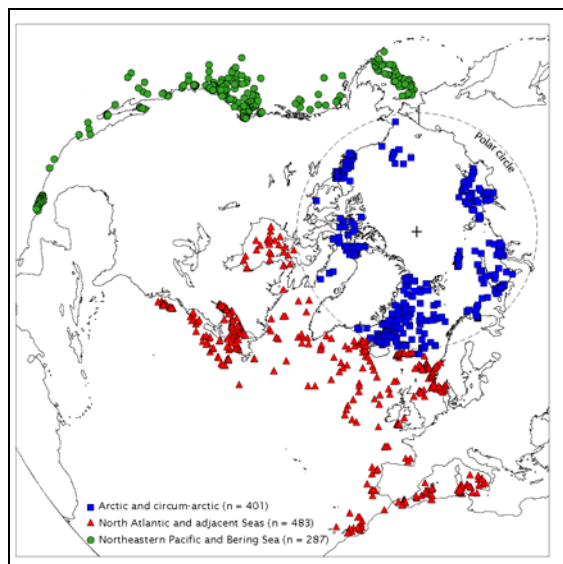 Polar circle
Arctic and circum-arctic (n = 401)
North Atlantic and adjacent Seas (n = 483)
Northeastern Pacific and Bering Sea (n = 287)